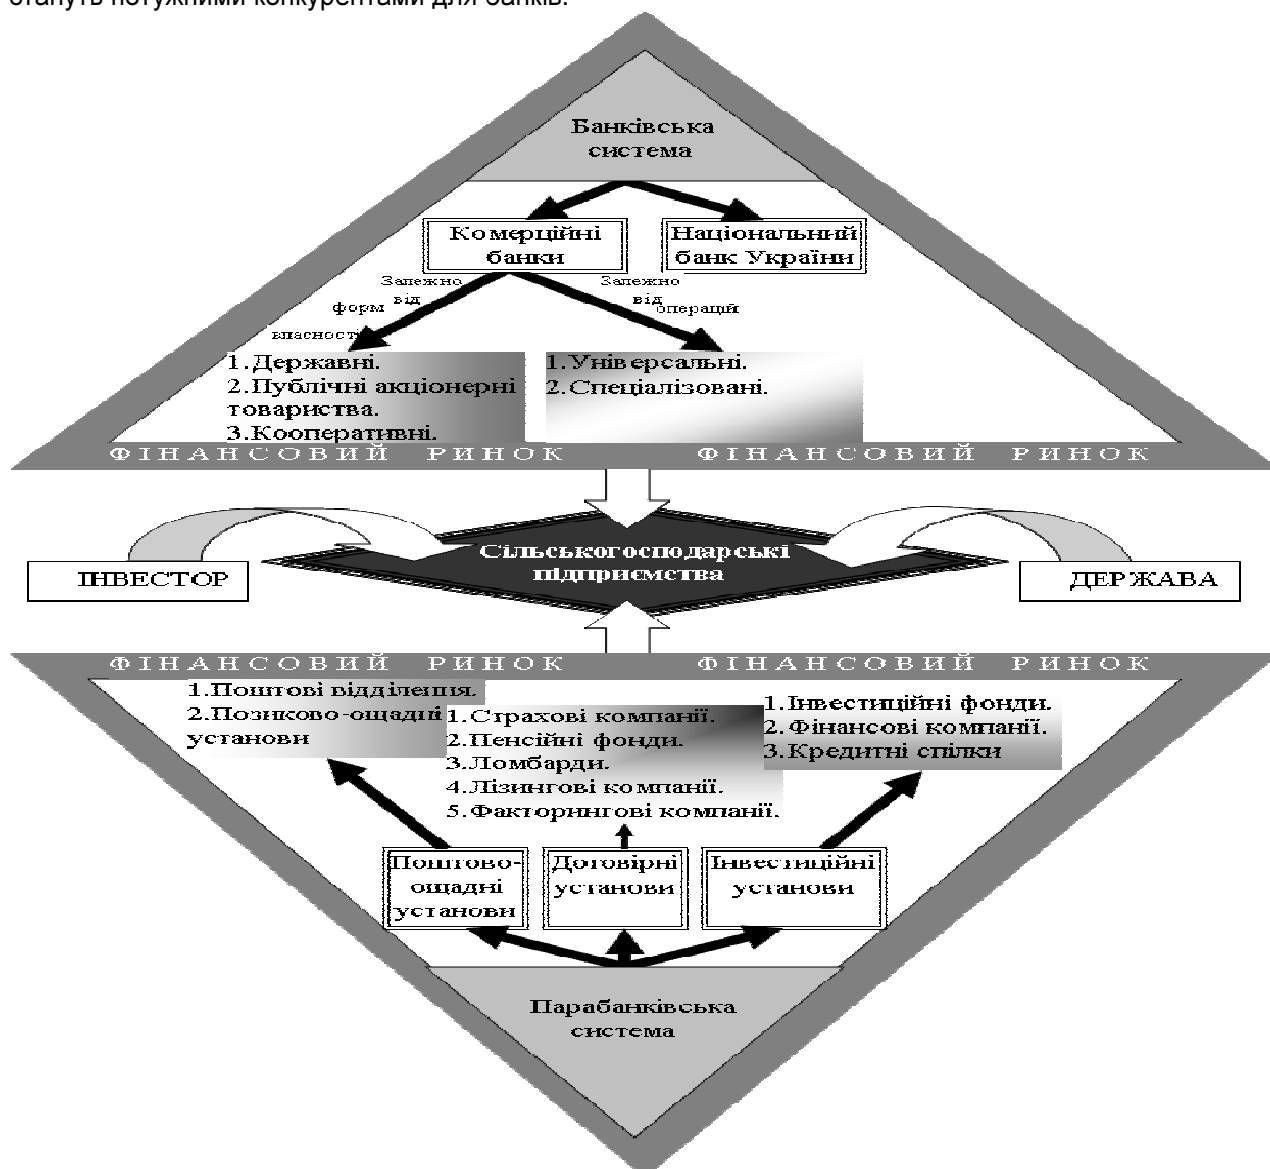 стануть потужними конкурентами для банків.
Банківська
система
Комерційні
банки
Національний
банк України
Залежно
від
форм
власності
Залежно
від
операцій
1.Державні.
2.Публічні акціонерні
товариства.
3.Кооперативні.
1.Універсальні.
2.Спеціалізовані.
ФІНАНСОВИЙ РИНОК ФІНАНСОВИЙ РИНОК
Сільськогосподарські
підприємства
ІНВЕСТОР
ДЕРЖАВА
ФІНАНСОВИЙ РИНОК ФІНАНСОВИЙ РИНОК
1.Поштові відділення.
2.Позиково-ощадні
установи
1.Страхові компанії.
2.Пенсійні фонди.
3.Ломбарди.
4.Лізингові компанії.
5.Факторингові компанії.
1.Інвестиційні фонди.
2.Фінансові компанії.
3.Кредитні спілки
Поштово-
ощадні
установи
Дотовірні
установи
Інвестиційні
установи
Парабанківська
система